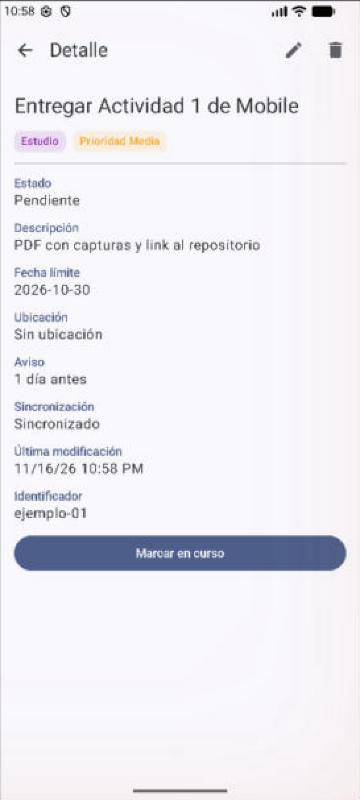 10:58
Detalle
Entregar Actividad 1 de Mobile
Estudio
Prioridad Media
Estado
Pendiente
Descripción
PDF con capturas y link al repositorio
Fecha límite
2026-10-30
Ubicación
Sin ubicación
Aviso
1 día antes
Sincronización
Sincronizado
Última modificación
11/16/26 10:58 PM
Identificador
ejemplo-01
Marcar en curso